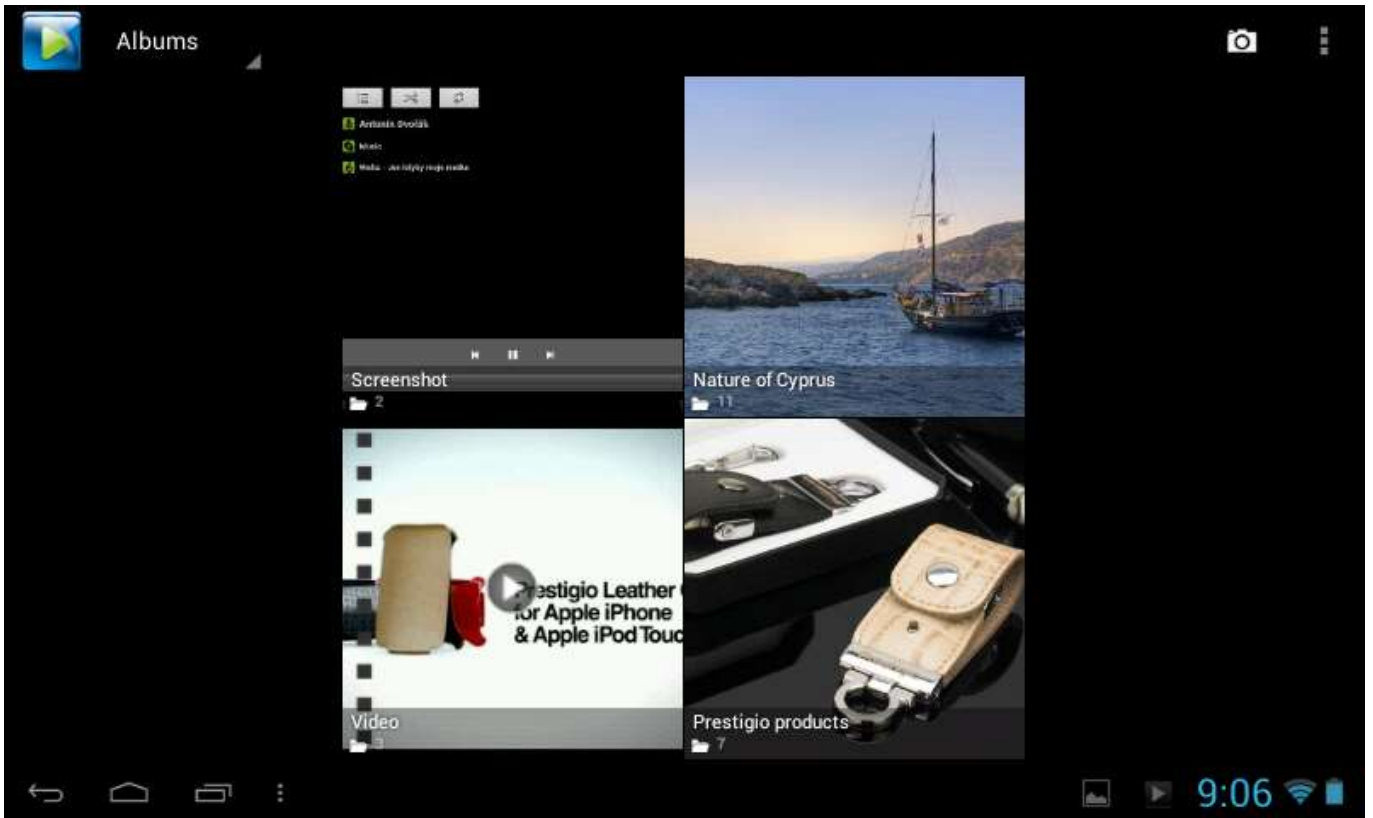 Albums
Antonín Dvořák
Music
Screenshot
2
Nature of Cyprus
11
Prestigio Leather
for Apple iPhone
& Apple iPod Touc
Video
3
Prestigio products
7
9:06